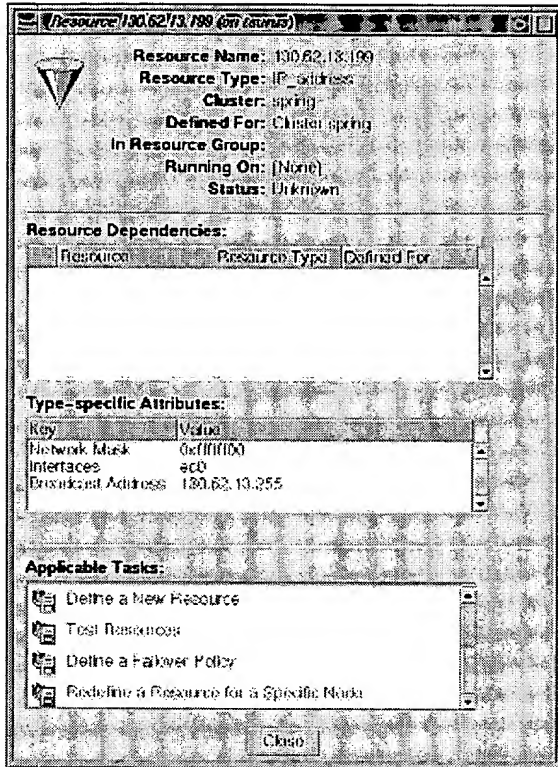 Resource 130.62.13.199 (on
Resource Name: 130.62.13.199
Resource Type: IP_address
Cluster: spring
Defined For: Cluster spring
In Resource Group:
Running On: [None]
Status: Unknown
Resource Dependencies:
Resource Resource Type Defined For
Type-specific Attributes:
Key Value
Network Mask 0xffffff00
Interfaces ec0
Broadcast Address 130.62.13.255
Applicable Tasks:
Define a New Resource
Test Resources
Define a Failover Policy
Redefine a Resource for a Specific Node
Close